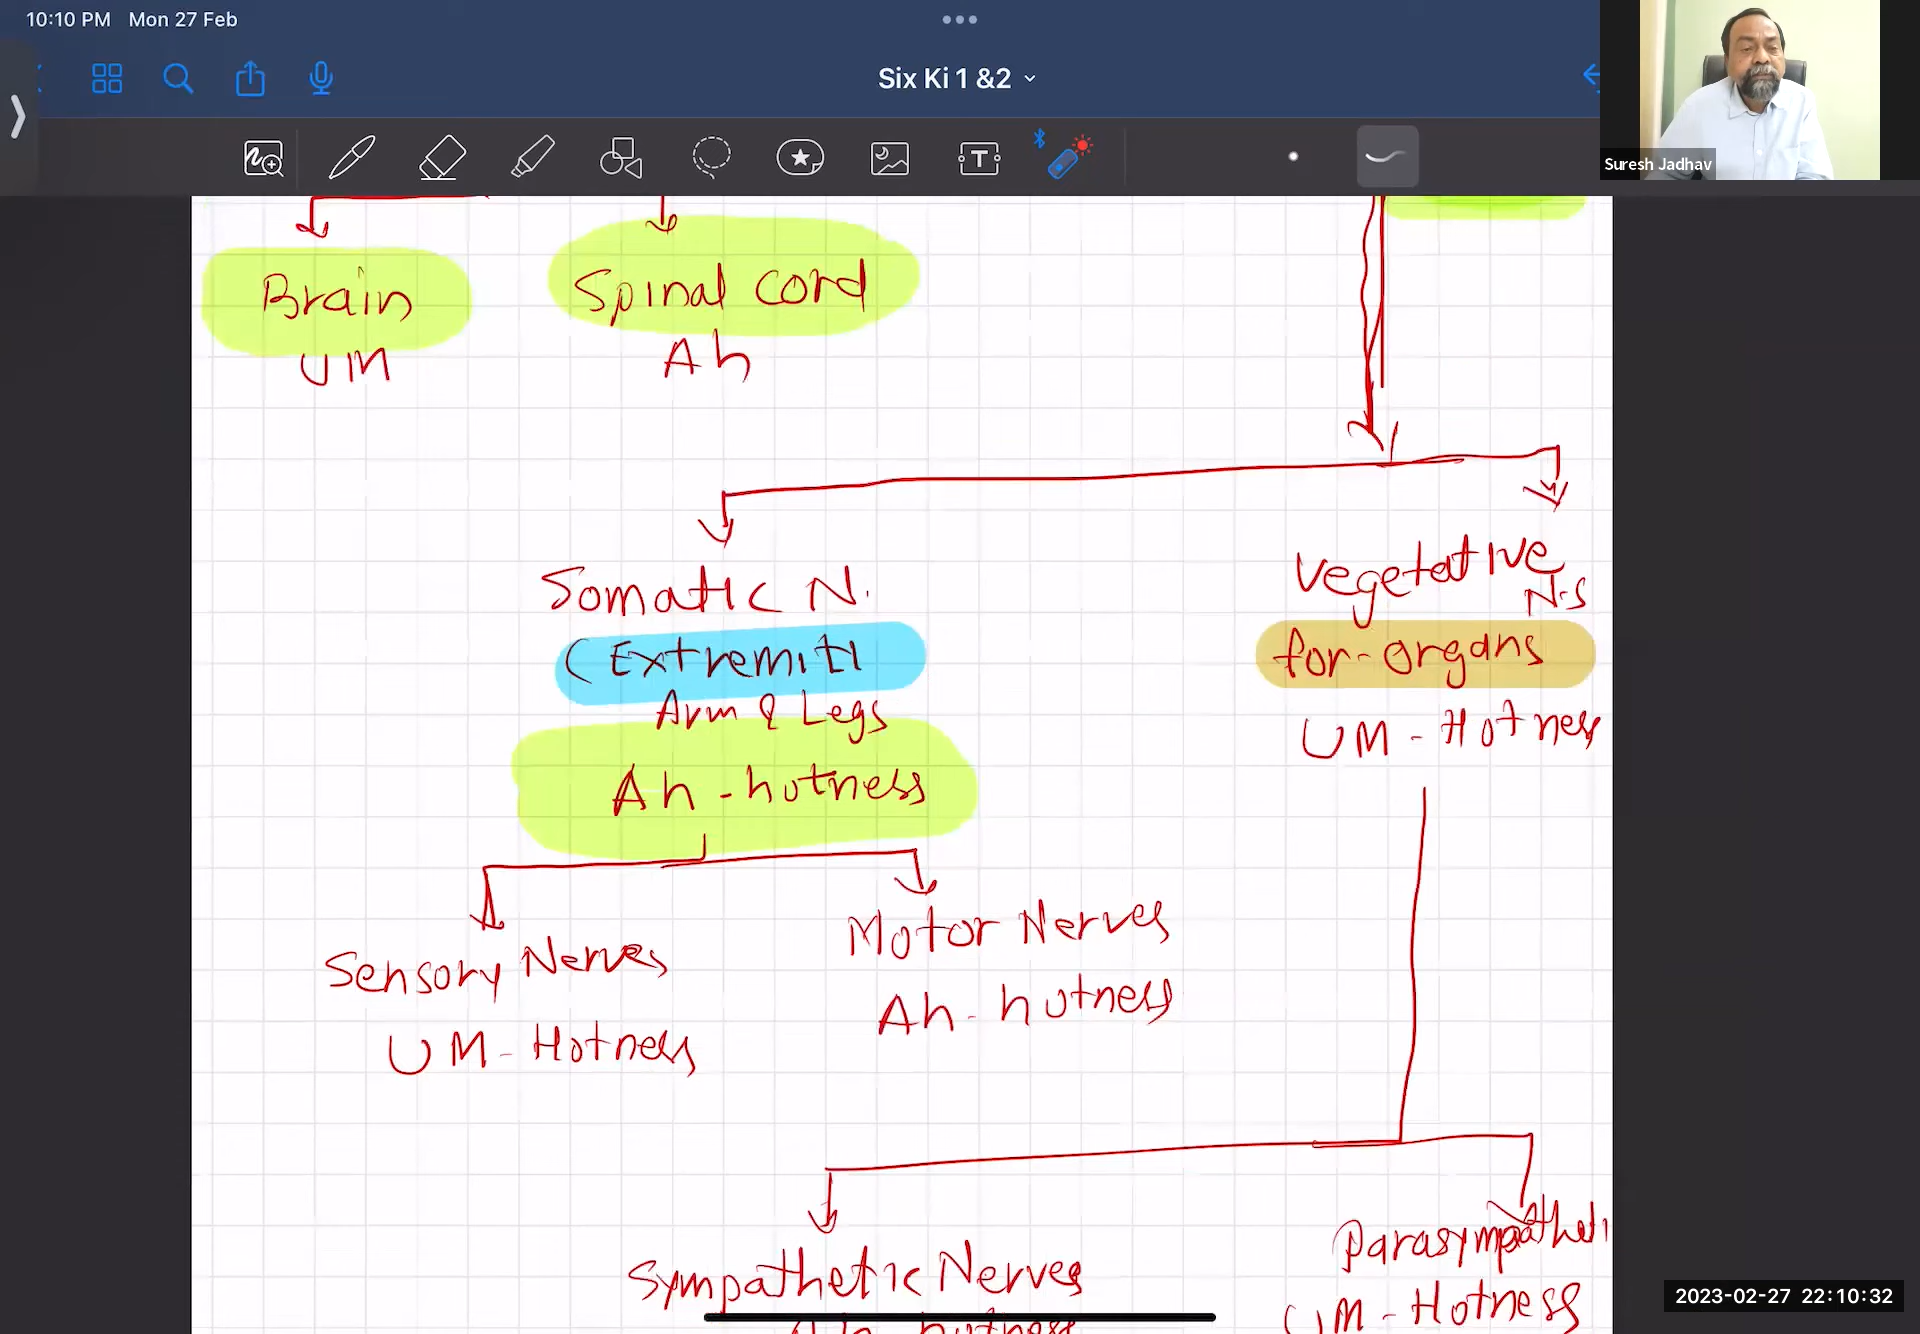 10:10 PM Mon 27 Feb
Six Ki 1 &2
Suresh Jadhav
Brain
UM
Spinal cord
Ah
Somatic N.
(Extremiti
Arm & Legs
Ah - hotness
Vegetative
N.S
for-organs
UM - Hotness
Sensory Nerves
UM - Hotness
Motor Nerves
Ah - hotness
Sympathetic Nerves
Ah - hotness
Parasympatheti
UM - Hotness
2023-02-27 22:10:32